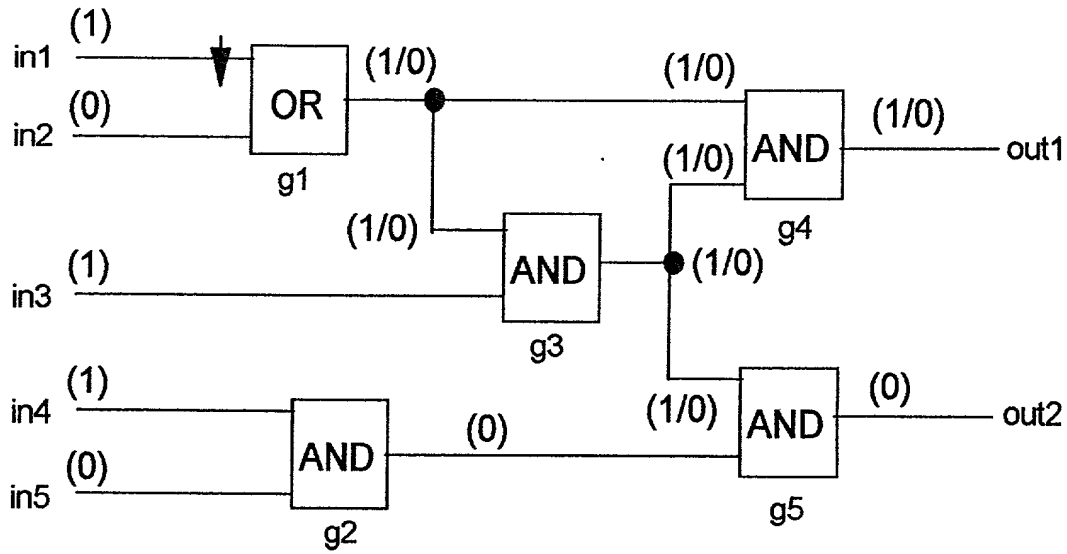 (1)
in1
(1/0)
(1/0)
(0)
OR
(1/0)
in2
AND
out1
g1
(1/0)
g4
(1/0)
(1)
AND
(1/0)
in3
g3
(1)
(0)
in4
(1/0)
AND
out2
(0)
AND
(0)
in5
g2
g5